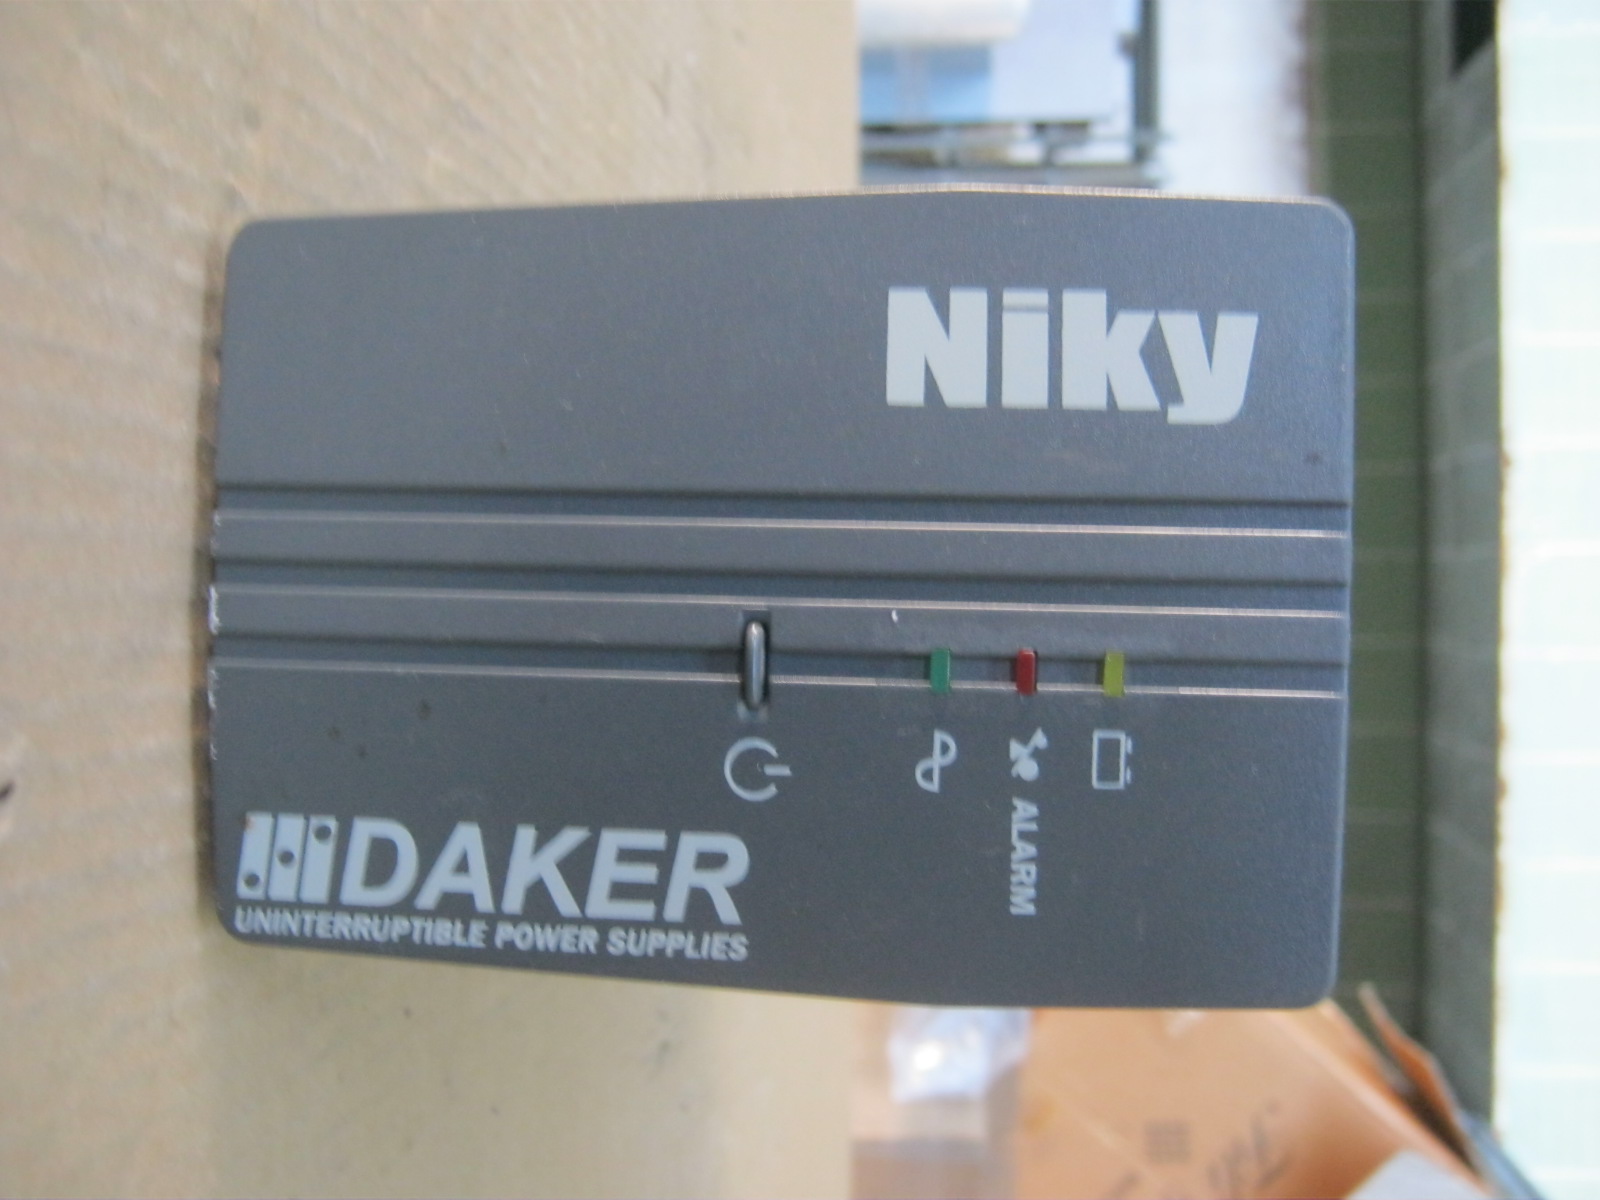 Niky
ALARM
DAKER
UNINTERRUPTIBLE POWER SUPPLIES